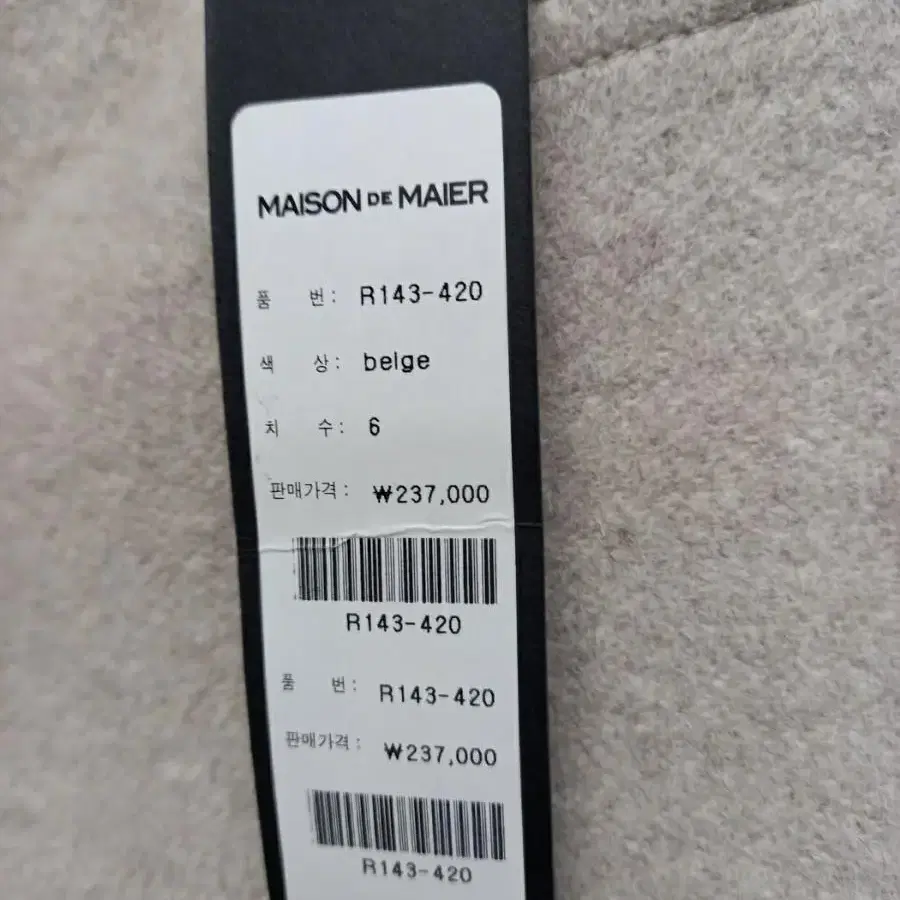 MAISON DE MAIER
품 번: R143-420
색 상: beige
치 수: 6
판매가격: ₩237,000
R143-420
품 번: R143-420
판매가격: ₩237,000
R143-420